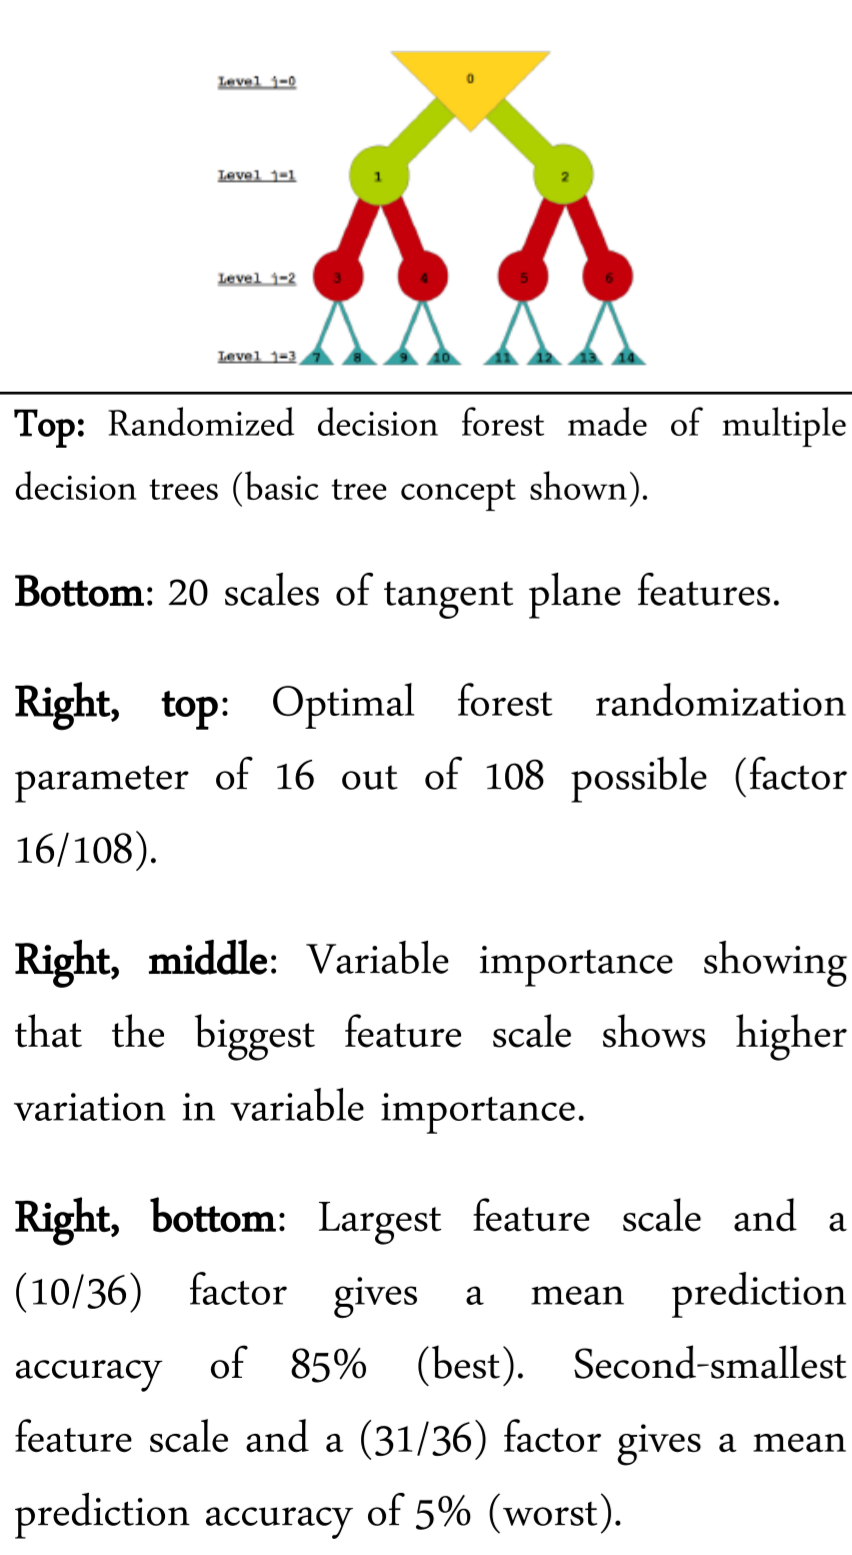 0
Level j=0
Level j=1
1
2
Level j=2
3
4
5
6
Level j=3
7
8
9
10
11
12
13
14
Top: Randomized decision forest made of multiple
decision trees (basic tree concept shown).
Bottom: 20 scales of tangent plane features.
Right, top: Optimal forest randomization
parameter of 16 out of 108 possible (factor
16/108).
Right, middle: Variable importance showing
that the biggest feature scale shows higher
variation in variable importance.
Right, bottom: Largest feature scale and a
(10/36) factor gives a mean prediction
accuracy of 85% (best). Second-smallest
feature scale and a (31/36) factor gives a mean
prediction accuracy of 5% (worst).